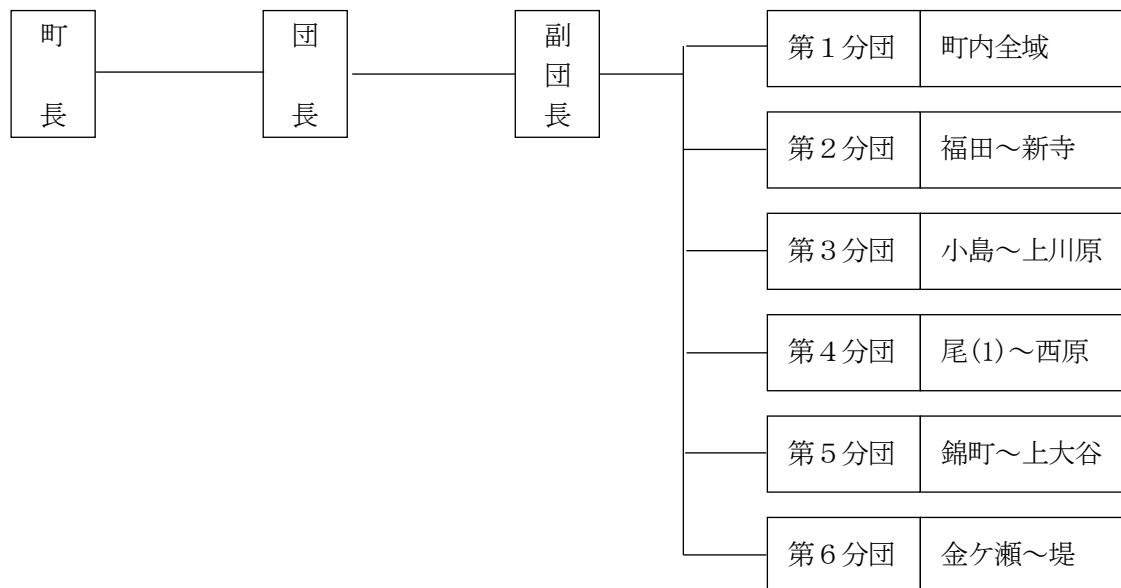 町長
団長
副団長
第１分団 町内全域
第２分団 福田～新寺
第３分団 小島～上川原
第４分団 尾(1)～西原
第５分団 錦町～上大谷
第６分団 金ケ瀬～堤